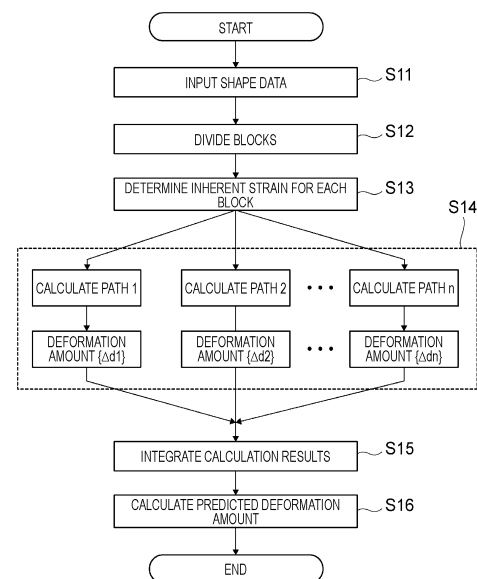 START
INPUT SHAPE DATA
S11
DIVIDE BLOCKS
S12
DETERMINE INHERENT STRAIN FOR EACH
BLOCK
S13
S14
CALCULATE PATH 1
CALCULATE PATH 2
• • •
CALCULATE PATH n
DEFORMATION
AMOUNT {Δd1}
DEFORMATION
AMOUNT {Δd2}
• • •
DEFORMATION
AMOUNT {Δdn}
INTEGRATE CALCULATION RESULTS
S15
CALCULATE PREDICTED DEFORMATION
AMOUNT
S16
END